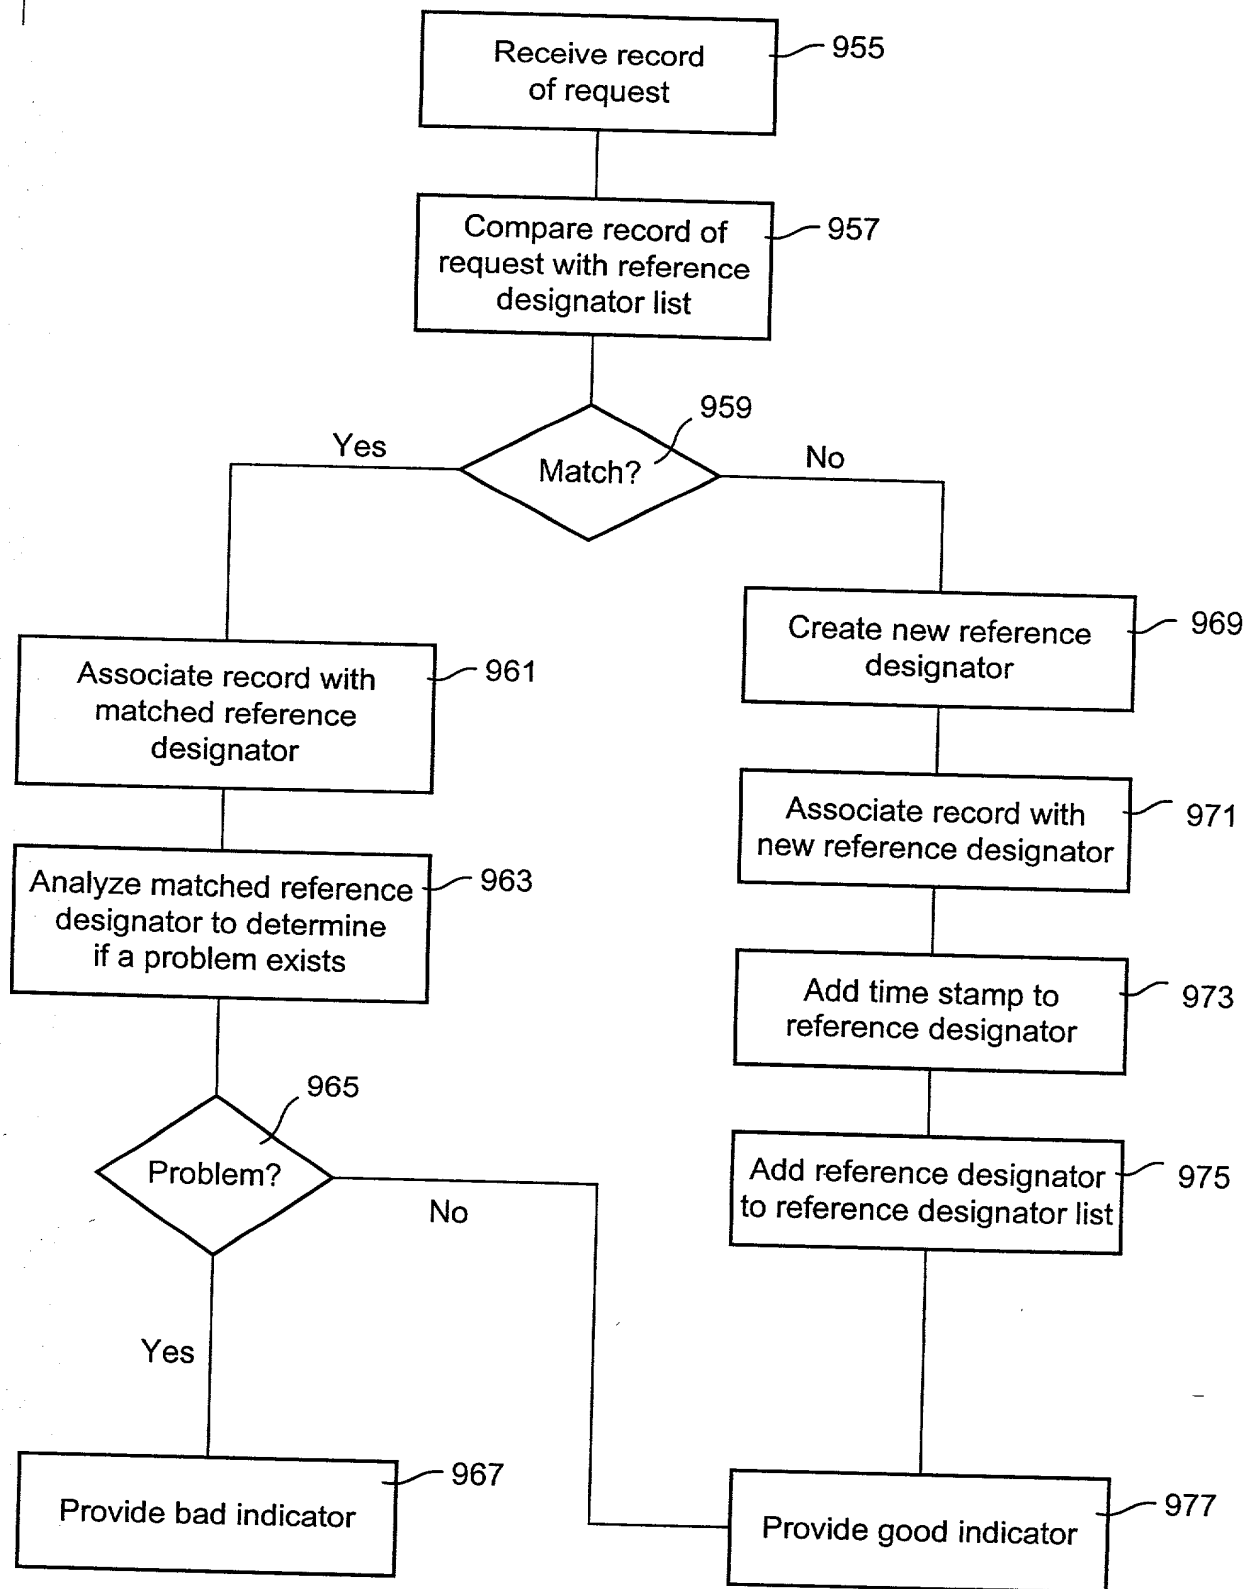 Receive record
of request
955
Compare record of
request with reference
designator list
957
959
Match?
Yes
No
Associate record with
matched reference
designator
961
Create new reference
designator
969
Analyze matched reference
designator to determine
if a problem exists
963
Associate record with
new reference designator
971
Add time stamp to
reference designator
973
965
Problem?
No
Yes
Add reference designator
to reference designator list
975
Provide bad indicator
967
Provide good indicator
977